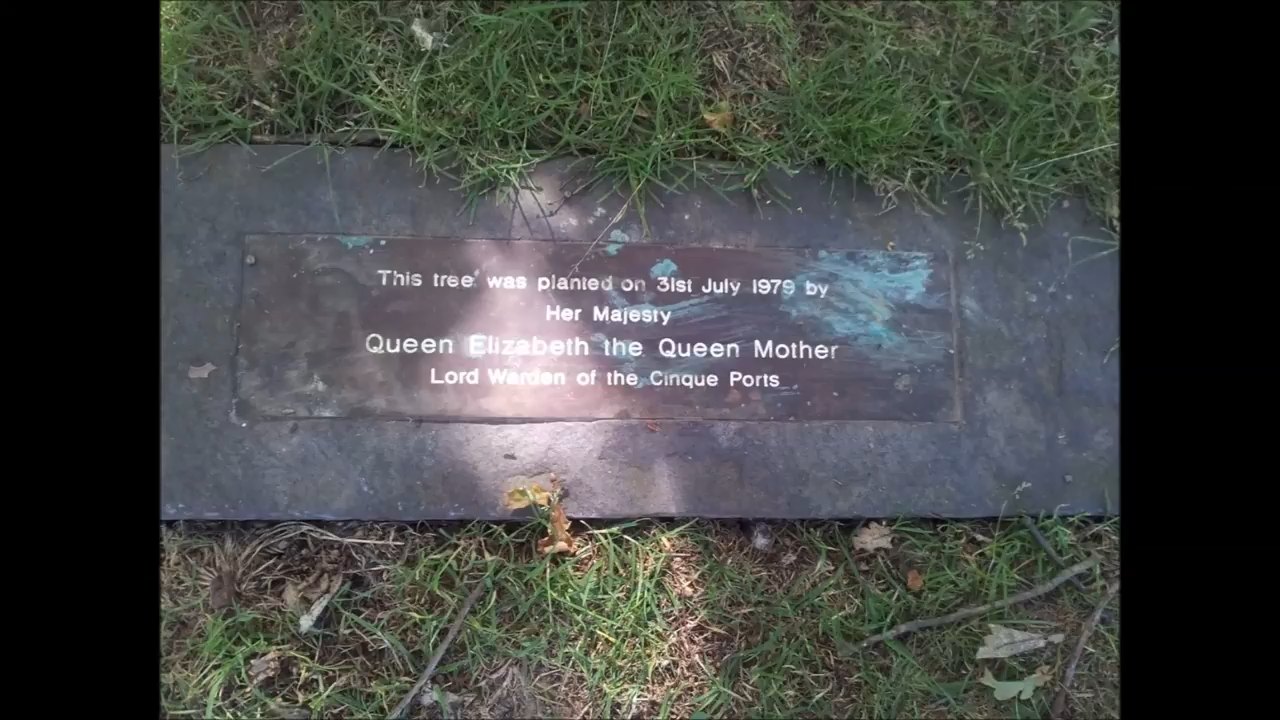 This tree was planted on 31st July 1979 by
Her Majesty
Queen Elizabeth the Queen Mother
Lord Warden of the Cinque Ports